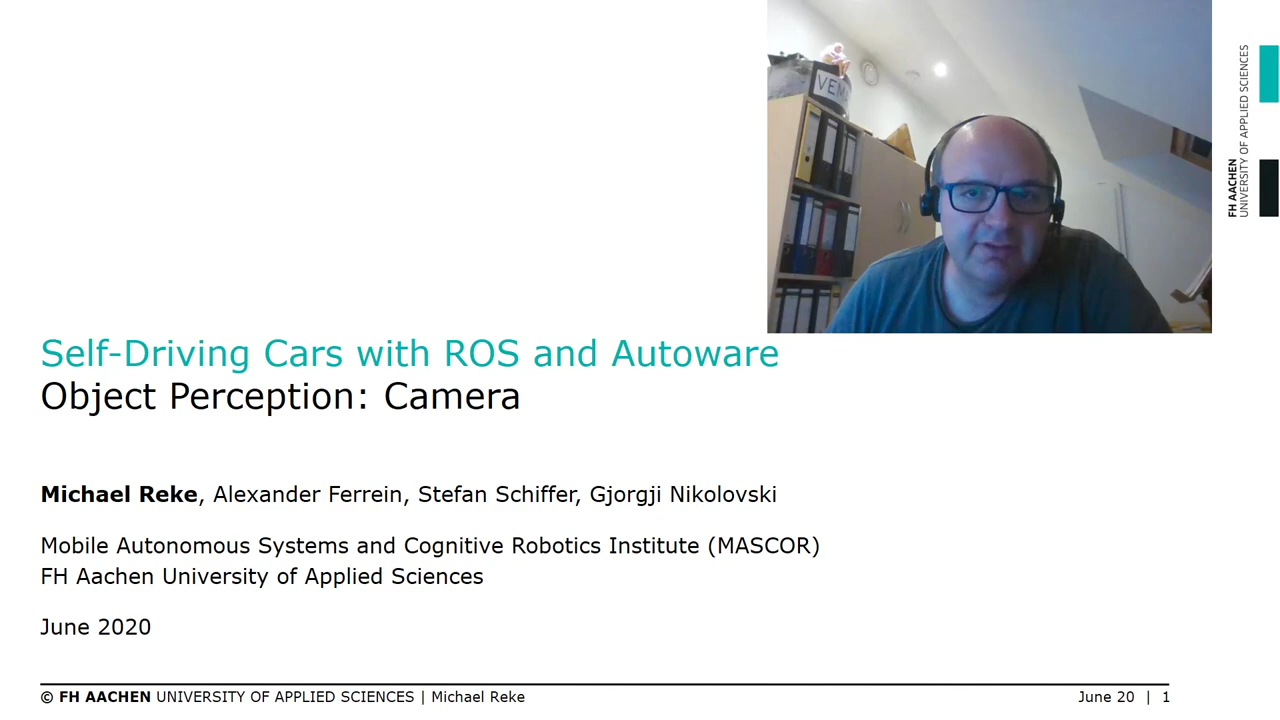 VEM
FH AACHEN
UNIVERSITY OF APPLIED SCIENCES
Self-Driving Cars with ROS and Autoware
Object Perception: Camera
Michael Reke, Alexander Ferrein, Stefan Schiffer, Gjorgji Nikolovski
Mobile Autonomous Systems and Cognitive Robotics Institute (MASCOR)
FH Aachen University of Applied Sciences
June 2020
© FH AACHEN UNIVERSITY OF APPLIED SCIENCES | Michael Reke
June 20 | 1